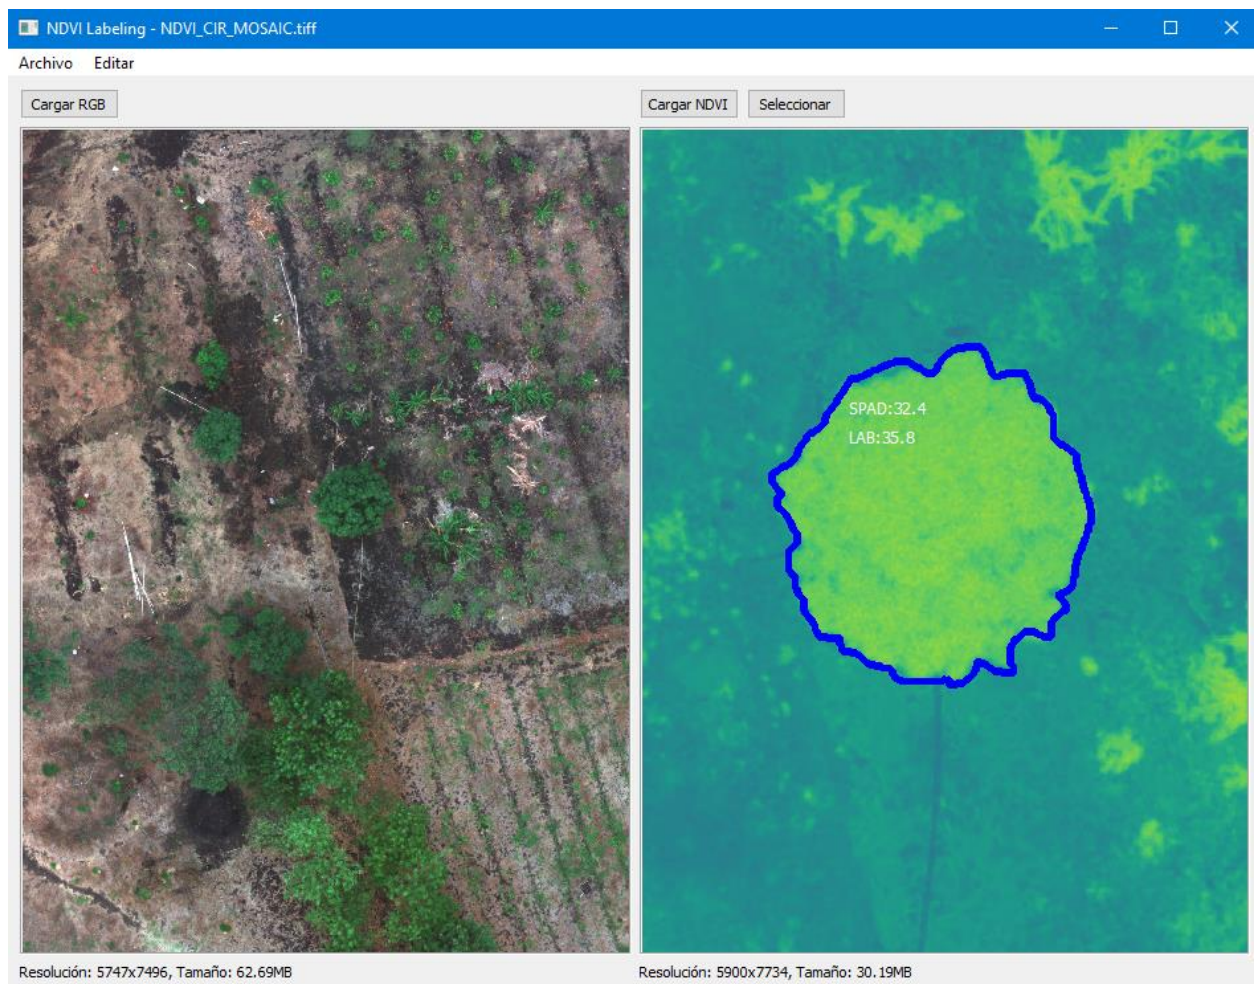 NDVI Labeling - NDVI_CIR_MOSAIC.tiff
Archivo Editar
Cargar RGB
Cargar NDVI Seleccionar
SPAD:32.4
LAB:35.8
Resolución: 5747x7496, Tamaño: 62.69MB
Resolución: 5900x7734, Tamaño: 30.19MB